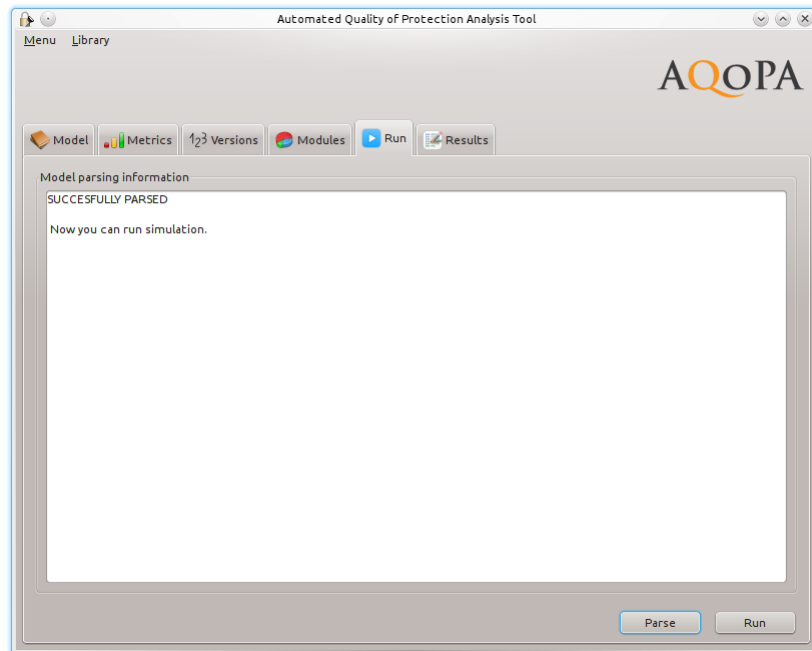 Automated Quality of Protection Analysis Tool
Menu Library
AQoPA
Model Metrics 123 Versions Modules Run Results
Model parsing information
SUCCESFULLY PARSED
Now you can run simulation.
Parse Run